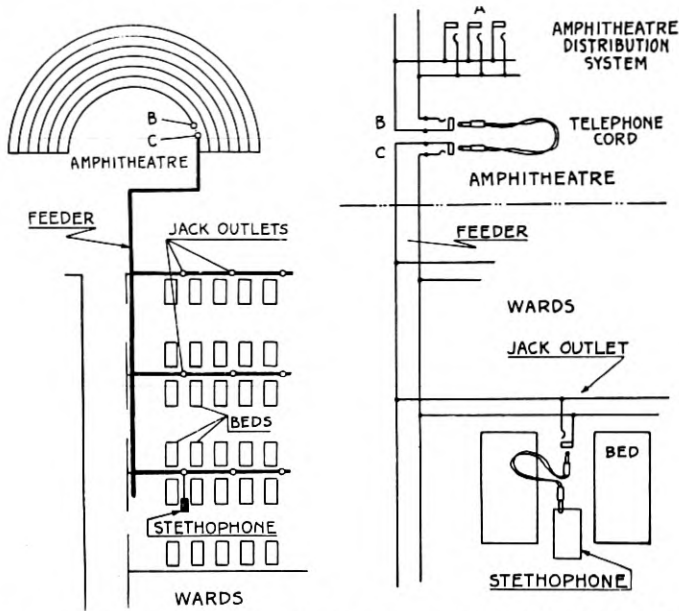 B
C
AMPHITHEATRE
FEEDER
JACK OUTLETS
BEDS
STETHOPHONE
WARDS
A
AMPHITHEATRE
DISTRIBUTION
SYSTEM
B
TELEPHONE
CORD
C
AMPHITHEATRE
FEEDER
WARDS
JACK OUTLET
BED
STETHOPHONE